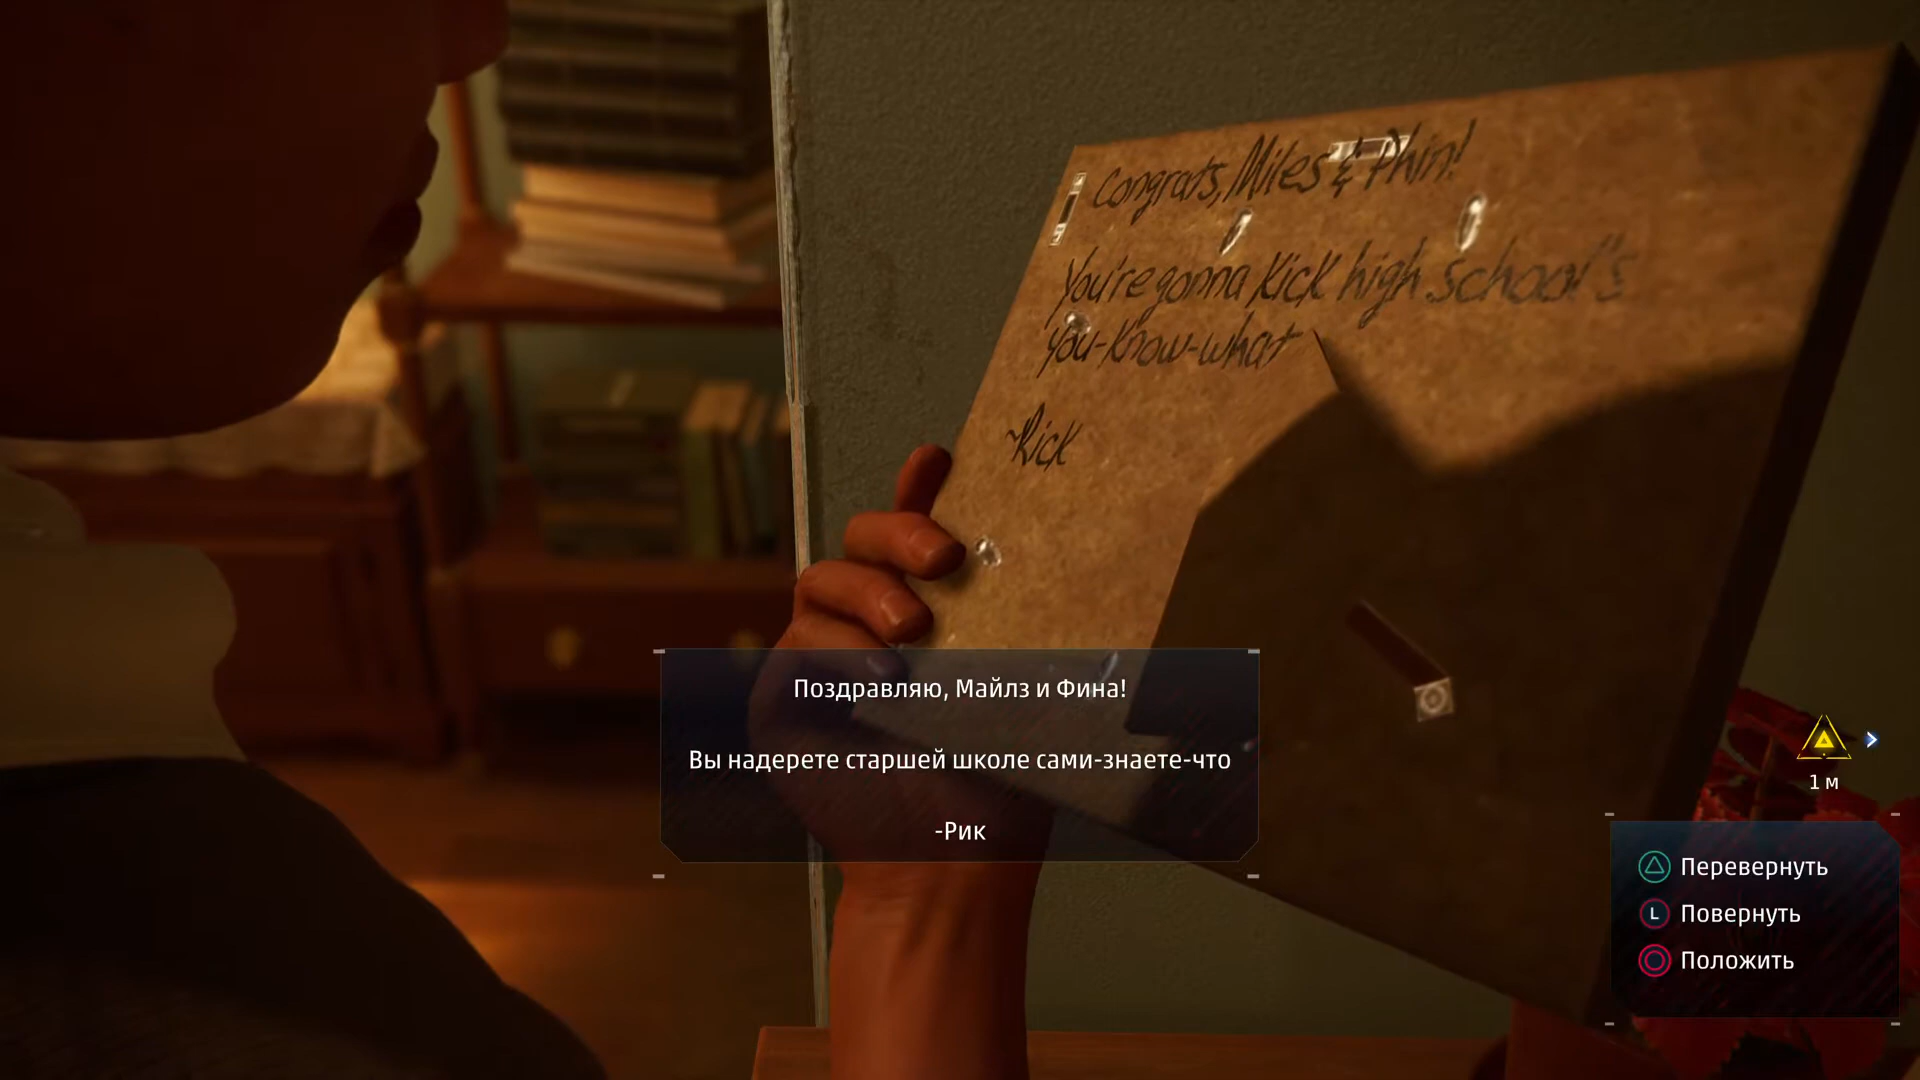 Congrats, Miles & Phin!
You're gonna Kick high school's
you-know-what
~Rick
Поздравляю, Майлз и Фина!
Вы надерете старшей школе сами-знаете-что
-Рик
1 м
Перевернуть
L Повернуть
Положить